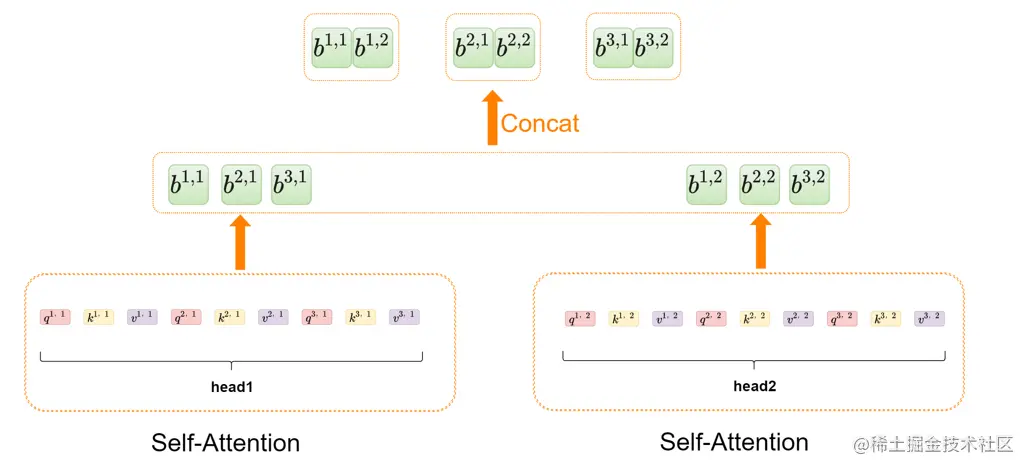 b^{1,1} b^{1,2} b^{2,1} b^{2,2} b^{3,1} b^{3,2}
Concat
b^{1,1} b^{2,1} b^{3,1} b^{1,2} b^{2,2} b^{3,2}
q^{1, 1} k^{1, 1} v^{1, 1} q^{2, 1} k^{2, 1} v^{2, 1} q^{3, 1} k^{3, 1} v^{3, 1}
q^{1, 2} k^{1, 2} v^{1, 2} q^{2, 2} k^{2, 2} v^{2, 2} q^{3, 2} k^{3, 2} v^{3, 2}
head1
head2
Self-Attention
Self-Attention
@稀土掘金技术社区